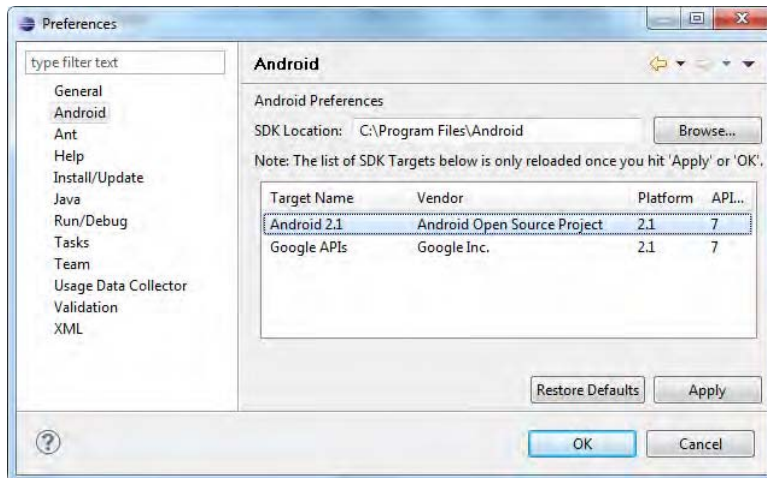 Preferences
type filter text
General
Android
Ant
Help
Install/Update
Java
Run/Debug
Tasks
Team
Usage Data Collector
Validation
XML
Android
Android Preferences
SDK Location: C:\Program Files\Android Browse...
Note: The list of SDK Targets below is only reloaded once you hit 'Apply' or 'OK'.
Target Name Vendor Platform API...
Android 2.1 Android Open Source Project 2.1 7
Google APIs Google Inc. 2.1 7
Restore Defaults Apply
? OK Cancel